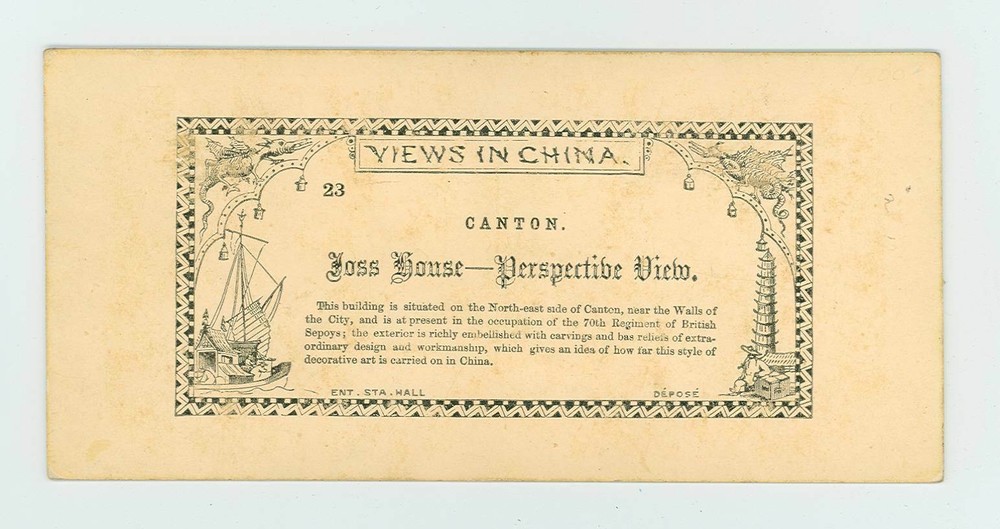 VIEWS IN CHINA.
23
CANTON.
Joss House—Perspective View.
This building is situated on the North-east side of Canton, near the Walls of
the City, and is at present in the occupation of the 70th Regiment of British
Sepoys; the exterior is richly embellished with carvings and bas reliefs of extra-
ordinary design and workmanship, which gives an idea of how far this style of
decorative art is carried on in China.
ENT. STA. HALL
DÉPOSÉ